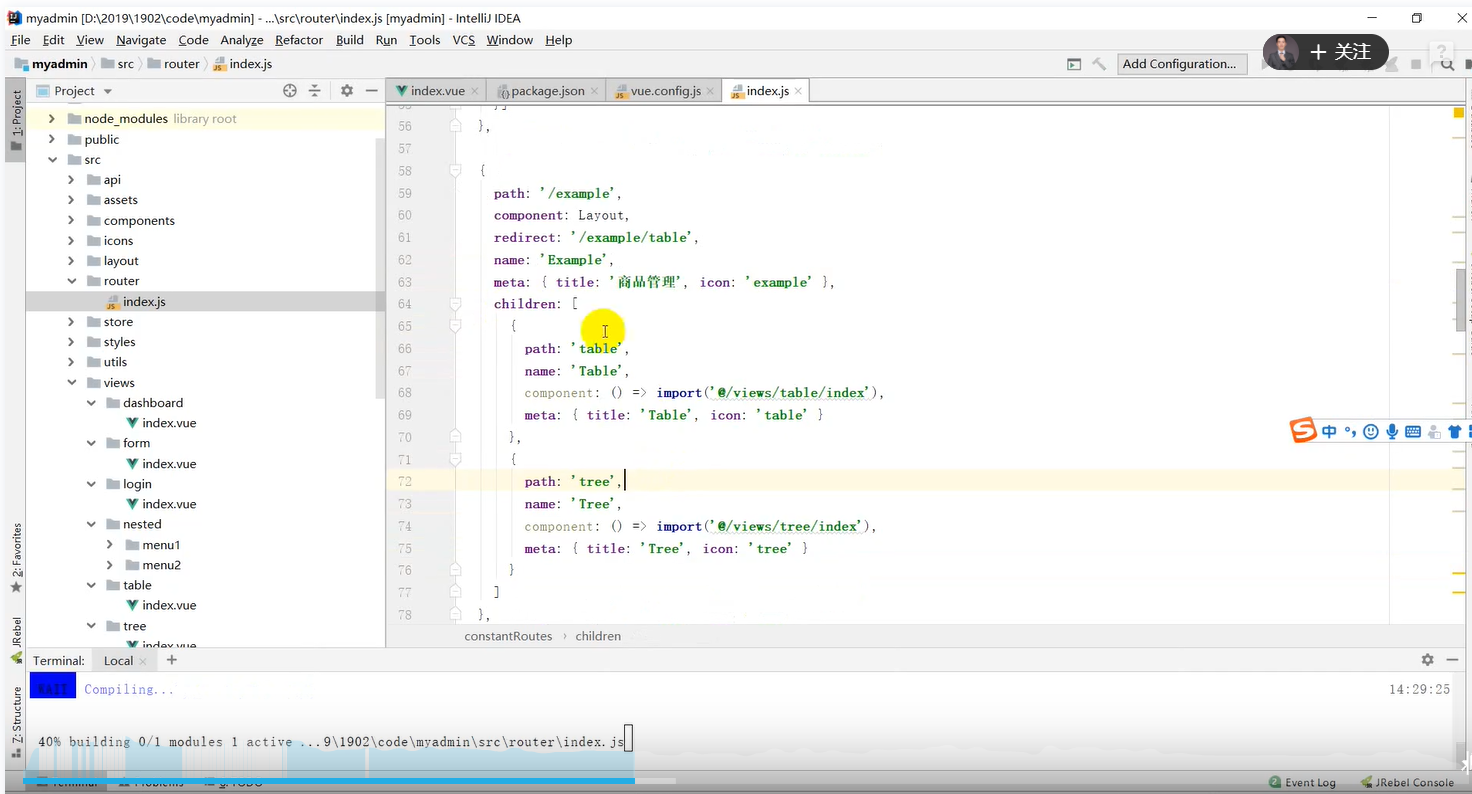 myadmin [D:\2019\1902\code\myadmin] - ...\src\router\index.js [myadmin] - IntelliJ IDEA
File Edit View Navigate Code Analyze Refactor Build Run Tools VCS Window Help
myadmin src router index.js
Add Configuration...
+ 关注
1: Project
Project
index.vue package.json vue.config.js index.js
node_modules library root
public
src
api
assets
components
icons
layout
router
index.js
store
styles
utils
views
dashboard
index.vue
form
index.vue
login
index.vue
nested
menu1
menu2
table
index.vue
tree
index.vue
56 },
57
58 {
59 path: '/example',
60 component: Layout,
61 redirect: '/example/table',
62 name: 'Example',
63 meta: { title: '商品管理', icon: 'example' },
64 children: [
65 {
66 path: 'table',
67 name: 'Table',
68 component: () => import('@/views/table/index'),
69 meta: { title: 'Table', icon: 'table' }
70 },
71 {
72 path: 'tree',
73 name: 'Tree',
74 component: () => import('@/views/tree/index'),
75 meta: { title: 'Tree', icon: 'tree' }
76 }
77 ]
78 },
constantRoutes › children
中
2: Favorites
JRebel
Z: Structure
Terminal: Local +
WAIT Compiling... 14:29:25
40% building 0/1 modules 1 active ...9\1902\code\myadmin\src\router\index.js
Terminal Problems 6: TODO
2 Event Log JRebel Console